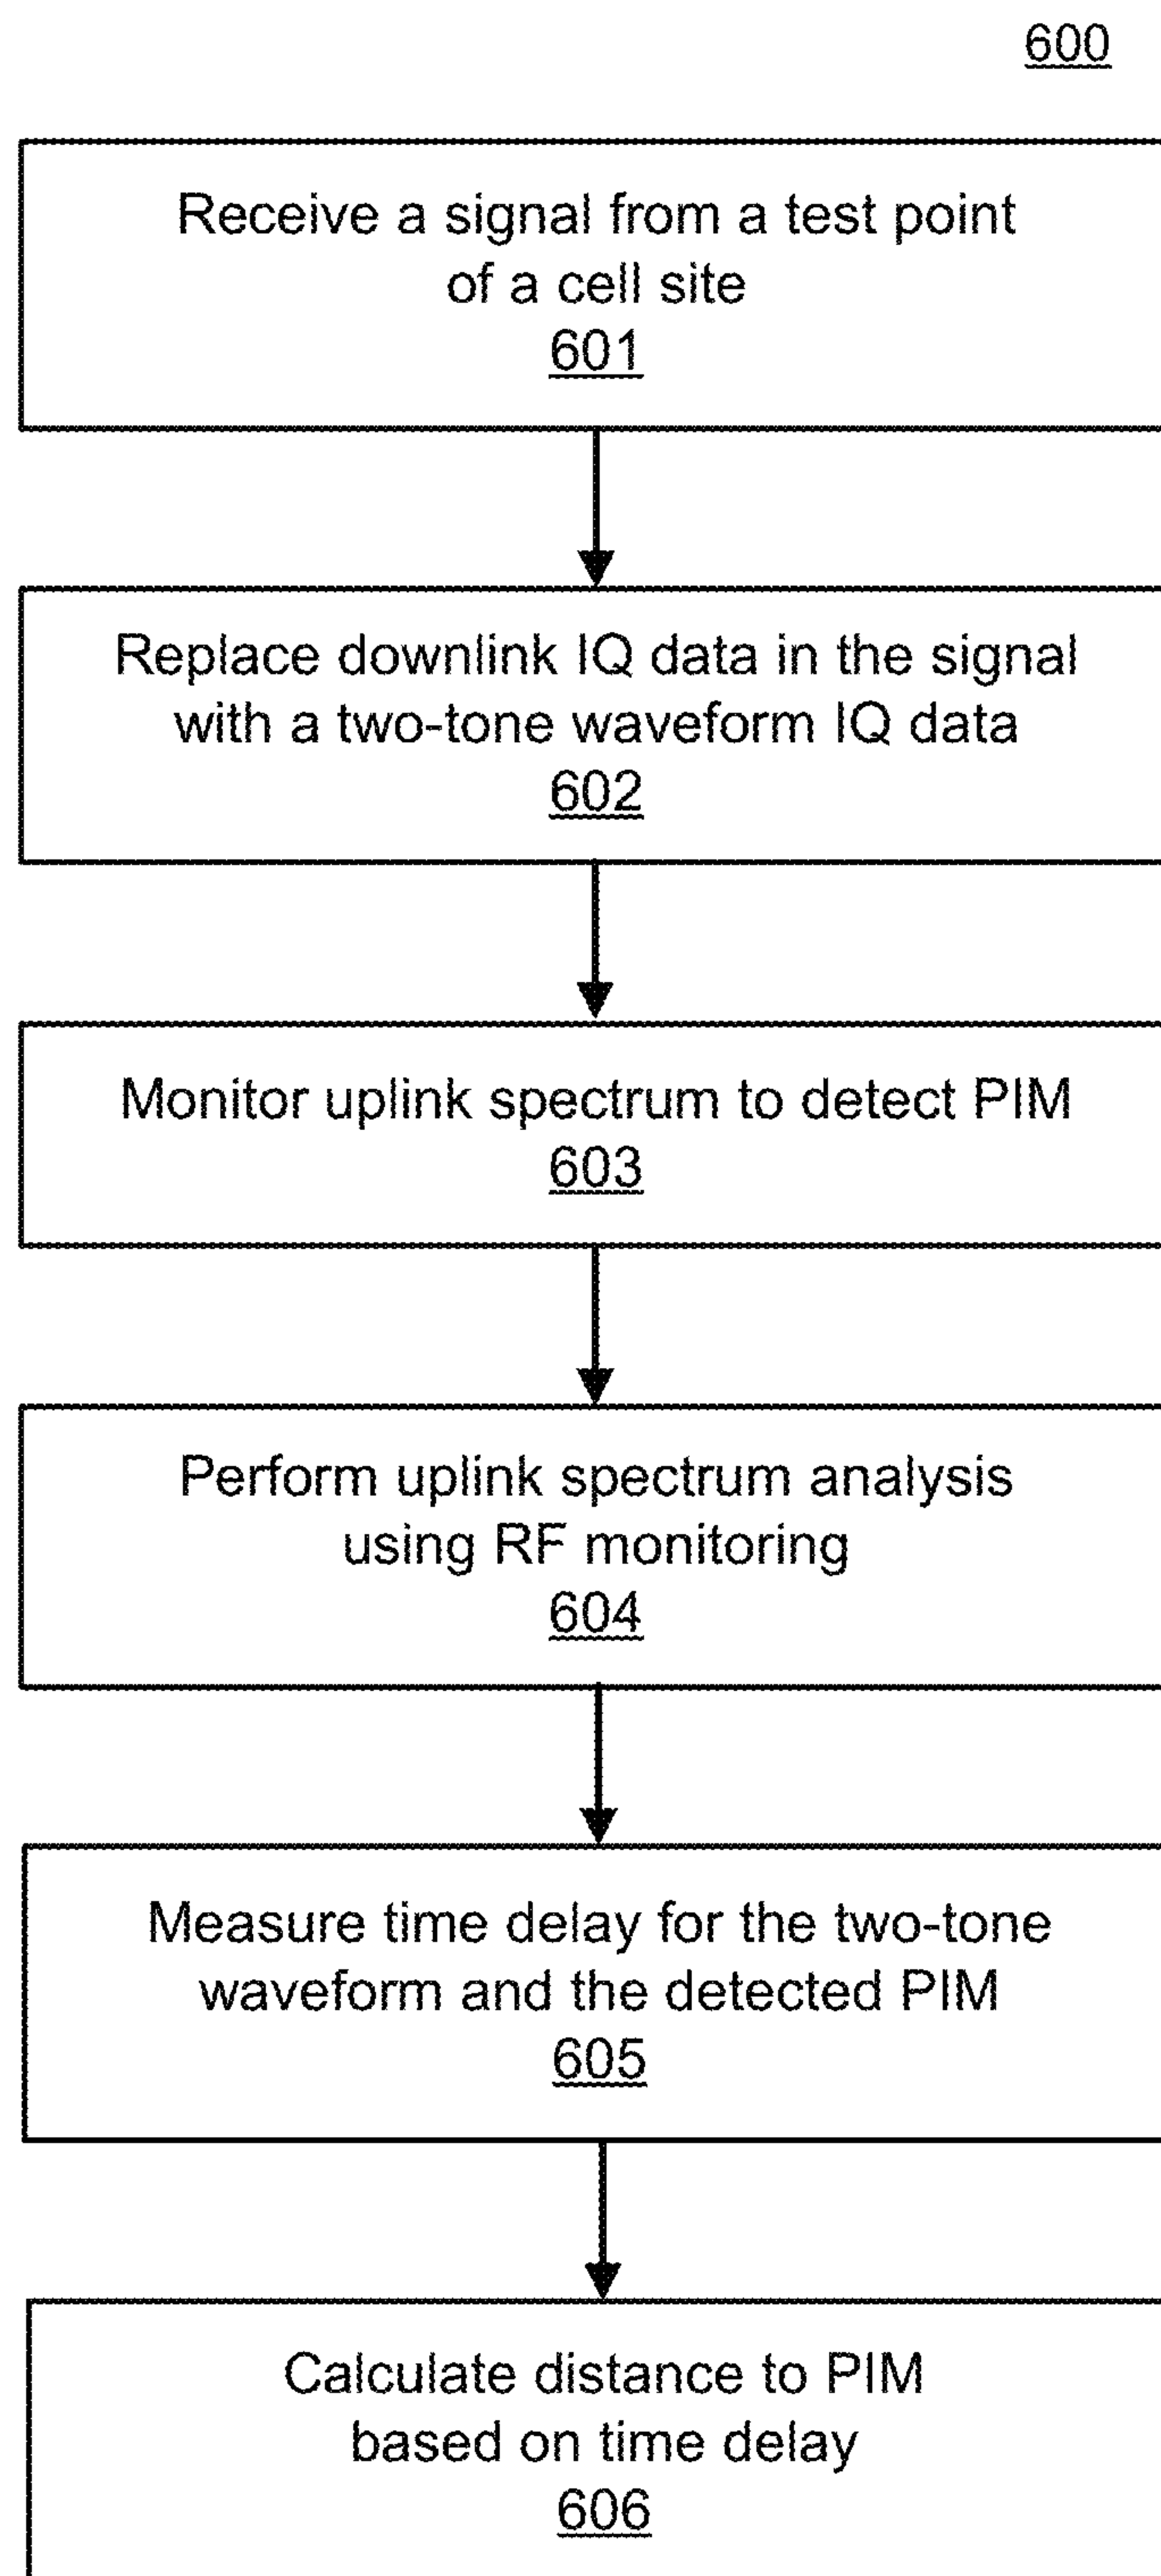 600
Receive a signal from a test point
of a cell site
601
Replace downlink IQ data in the signal
with a two-tone waveform IQ data
602
Monitor uplink spectrum to detect PIM
603
Perform uplink spectrum analysis
using RF monitoring
604
Measure time delay for the two-tone
waveform and the detected PIM
605
Calculate distance to PIM
based on time delay
606